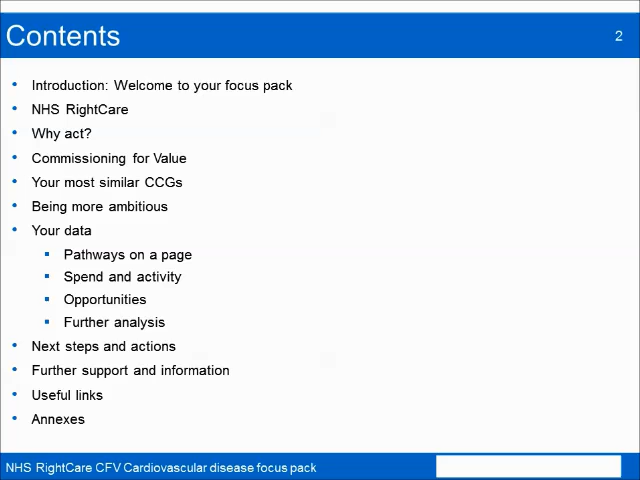 Contents
2
• Introduction: Welcome to your focus pack
• NHS RightCare
• Why act?
• Commissioning for Value
• Your most similar CCGs
• Being more ambitious
• Your data
▪ Pathways on a page
▪ Spend and activity
▪ Opportunities
▪ Further analysis
• Next steps and actions
• Further support and information
• Useful links
• Annexes
NHS RightCare CFV Cardiovascular disease focus pack